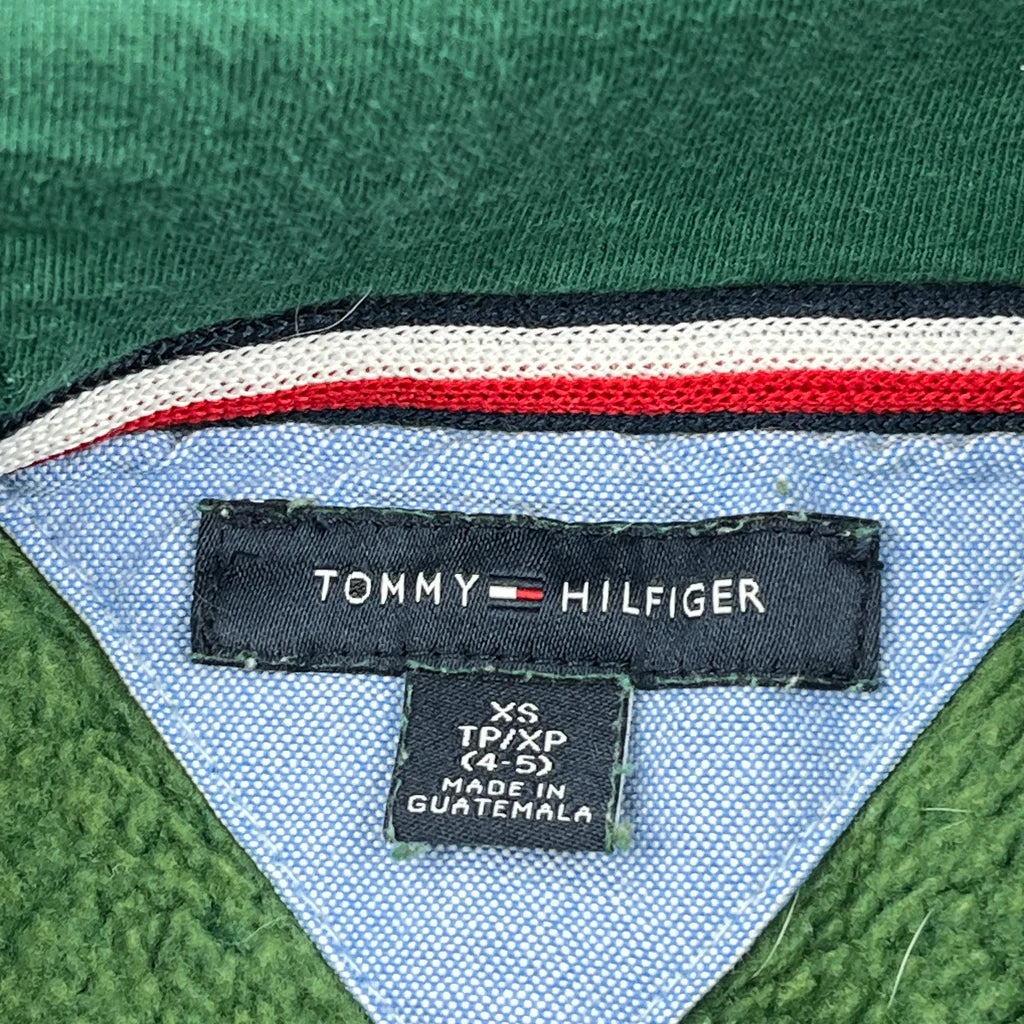 TOMMY HILFIGER
XS
TP/XP
(4-5)
MADE IN
GUATEMALA